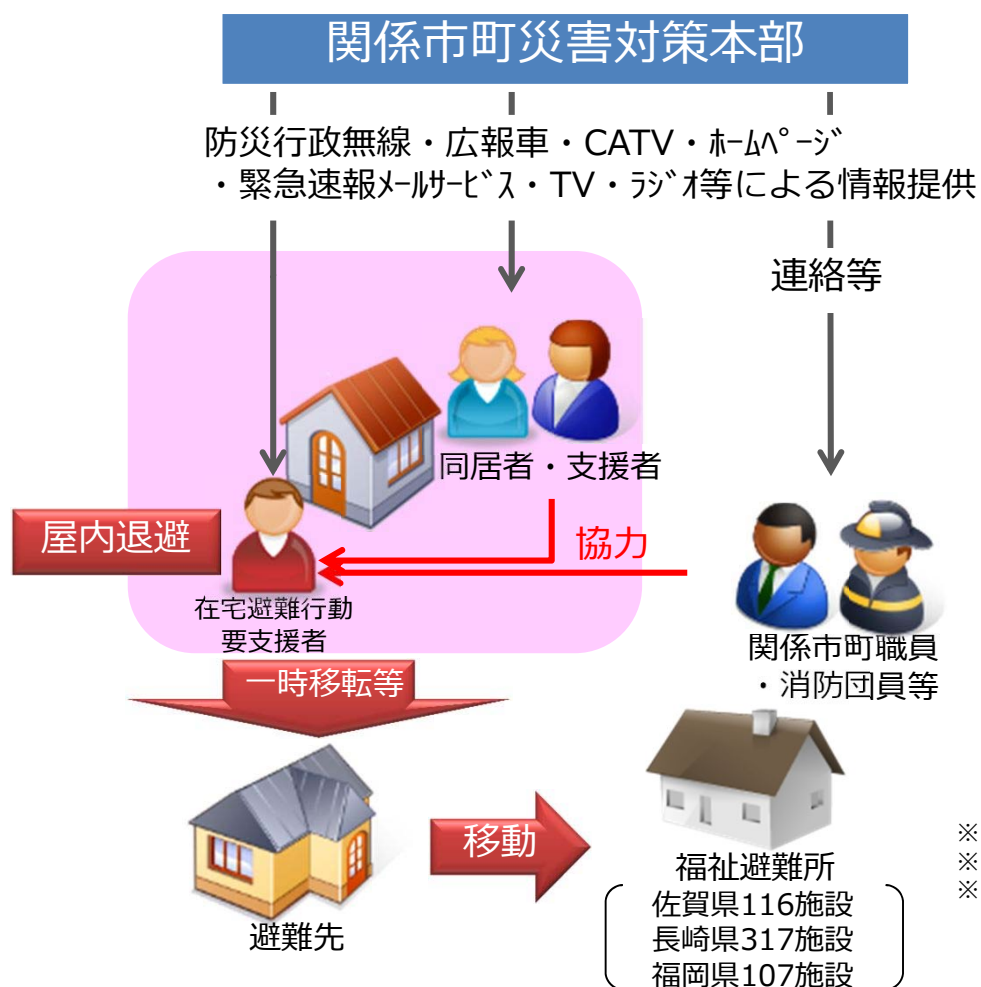 関係市町災害対策本部
防災行政無線・広報車・CATV・ﾎｰﾑﾍﾟｰｼﾞ
・緊急速報ﾒｰﾙｻｰﾋﾞｽ・TV・ﾗｼﾞｵ等による情報提供
連絡等
同居者・支援者
屋内退避
協力
在宅避難行動
要支援者
関係市町職員
・消防団員等
一時移転等
移動
避難先
福祉避難所
佐賀県116施設
長崎県317施設
福岡県107施設
※
※
※